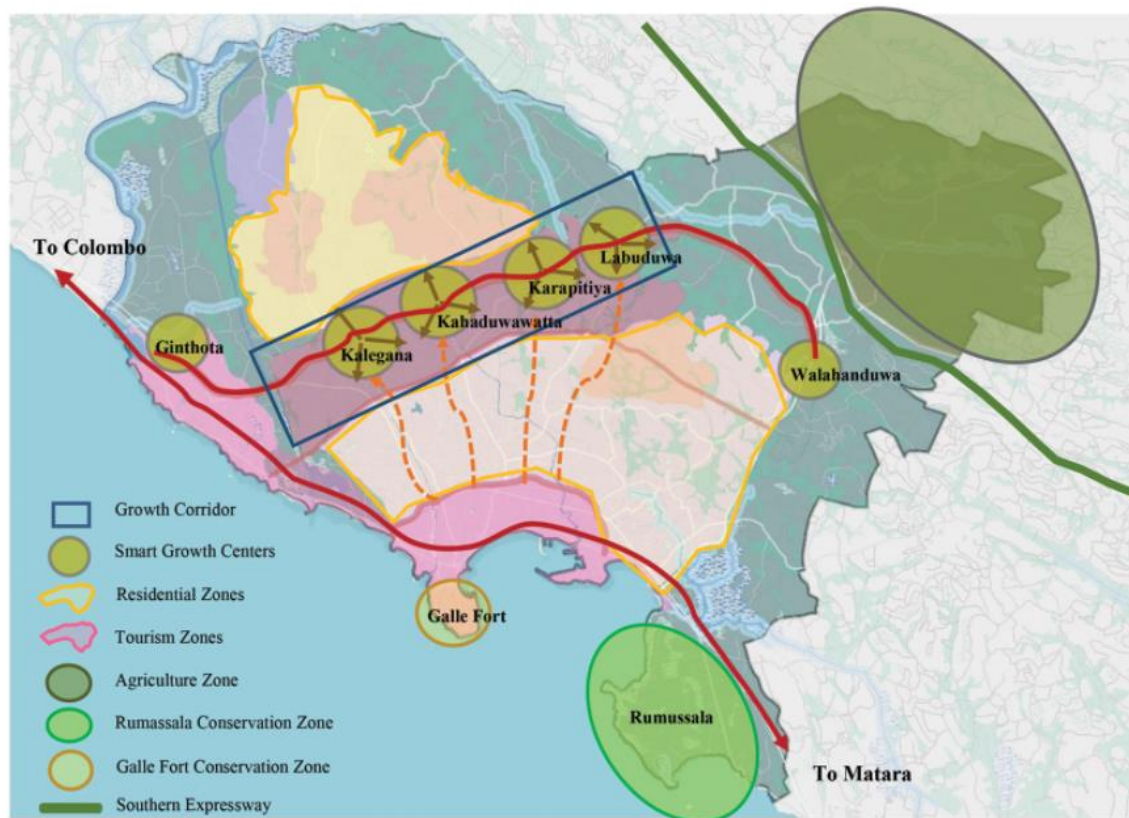 To Colombo
Labuduwa
Karapitiya
Kahaduwawatta
Ginthota
Kalegana
Walahanduwa
Galle Fort
Rumussala
To Matara
Growth Corridor
Smart Growth Centers
Residential Zones
Tourism Zones
Agriculture Zone
Rumassala Conservation Zone
Galle Fort Conservation Zone
Southern Expressway